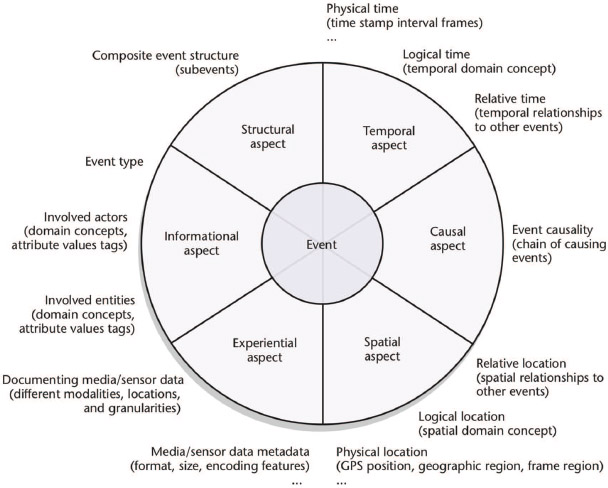 Physical time
(time stamp interval frames)
...
Composite event structure
(subevents)
Logical time
(temporal domain concept)
Relative time
(temporal relationships
to other events)
Structural
aspect
Temporal
aspect
Event type
Involved actors
(domain concepts,
attribute values tags)
Informational
aspect
Event
Causal
aspect
Event causality
(chain of causing
events)
Involved entities
(domain concepts,
attribute values tags)
Experiential
aspect
Spatial
aspect
Documenting media/sensor data
(different modalities, locations,
and granularities)
Relative location
(spatial relationships to
other events)
Logical location
(spatial domain concept)
Media/sensor data metadata
(format, size, encoding features)
...
Physical location
(GPS position, geographic region, frame region)
...